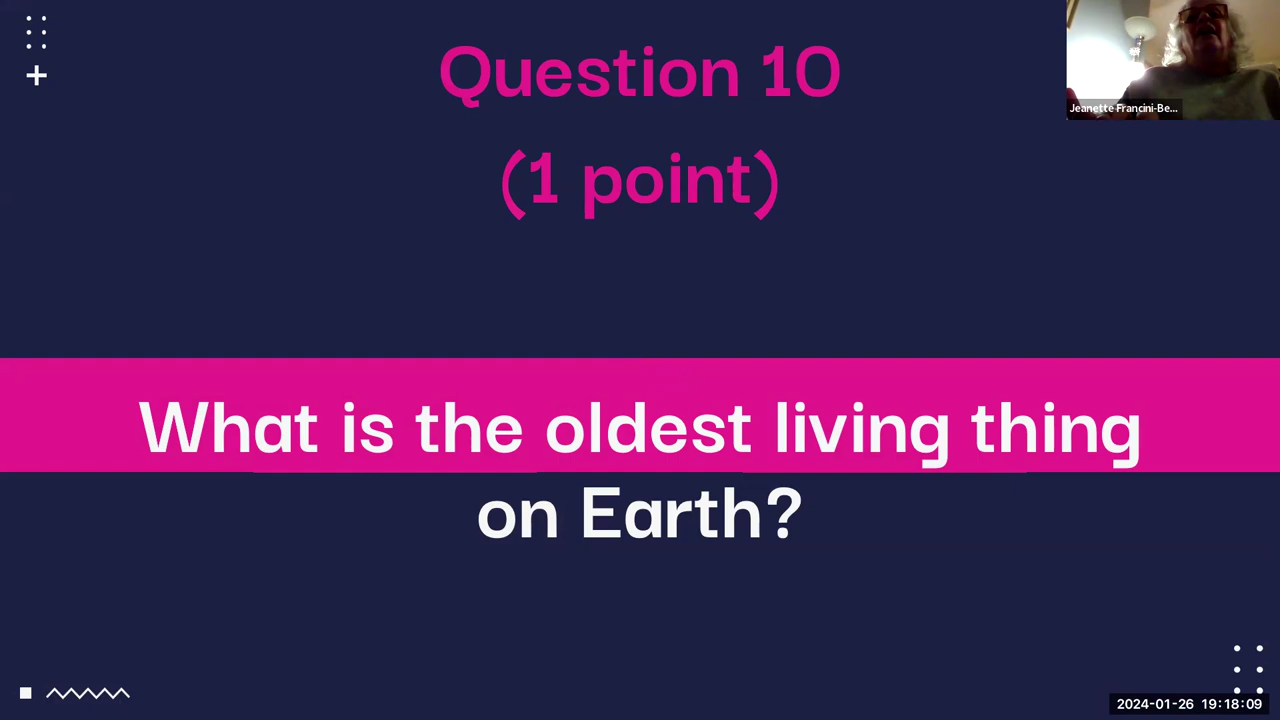 Question 10
(1 point)
Jeanette Francini-Be...
What is the oldest living thing
on Earth?
2024-01-26 19:18:09